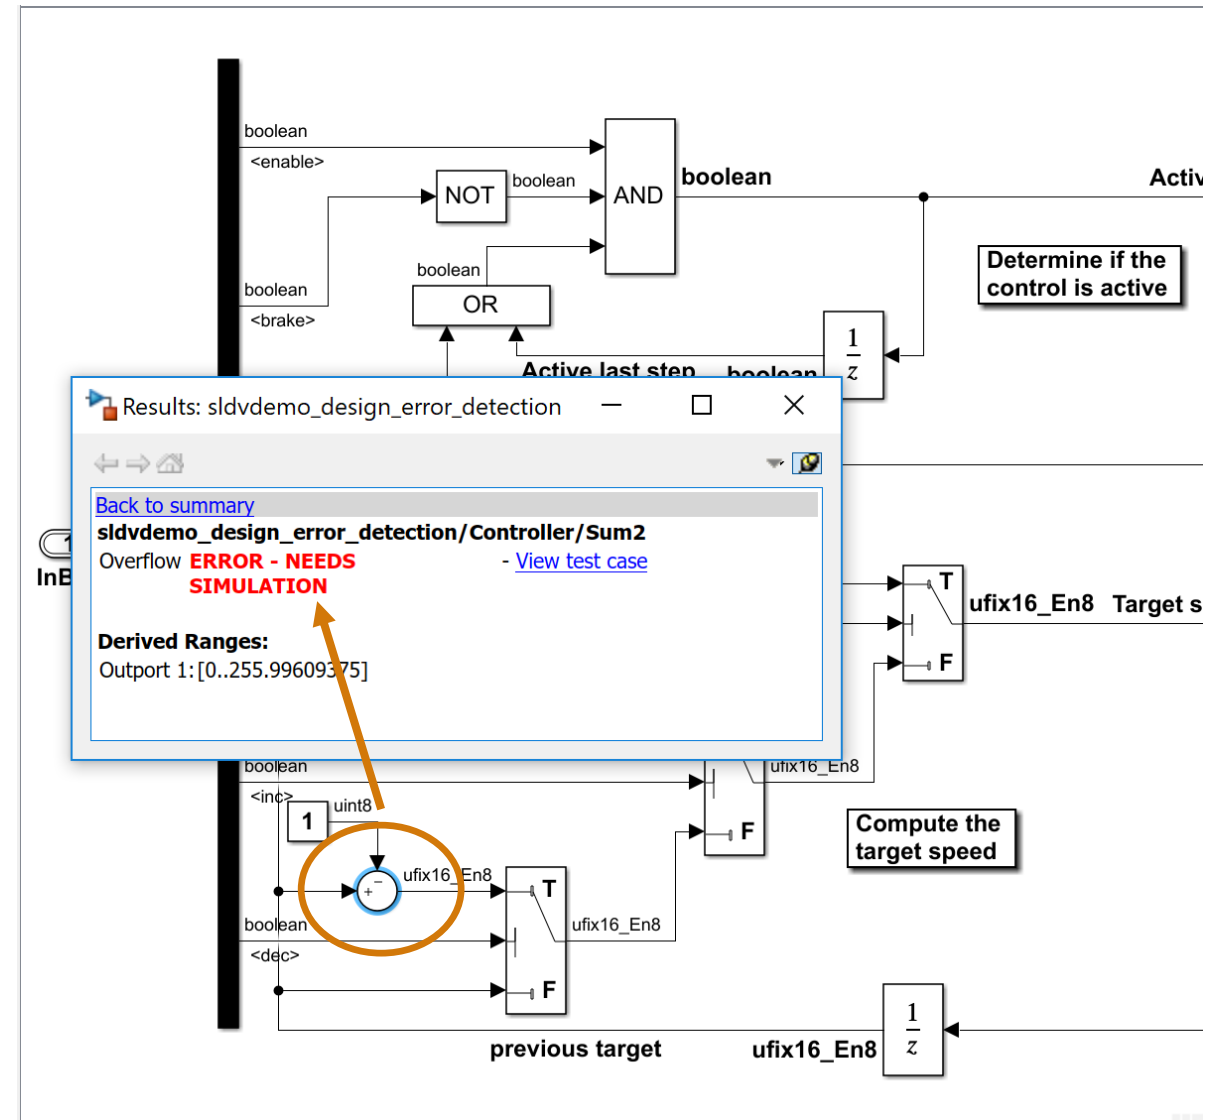 boolean
<enable>
NOT
boolean
AND
boolean
Activ
boolean
OR
boolean
<brake>
Determine if the
control is active
1
z
Active last step
boolean
Results: sldvdemo_design_error_detection
Back to summary
sldvdemo_design_error_detection/Controller/Sum2
Overflow ERROR - NEEDS - View test case
SIMULATION
Derived Ranges:
Outport 1: [0..255.99609375]
1
InB
T
ufix16_En8 Target s
F
boolean
<inc>
ufix16_En8
1
uint8
F
Compute the
target speed
+
−
ufix16_En8
T
boolean
<dec>
ufix16_En8
F
previous target
ufix16_En8
1
z